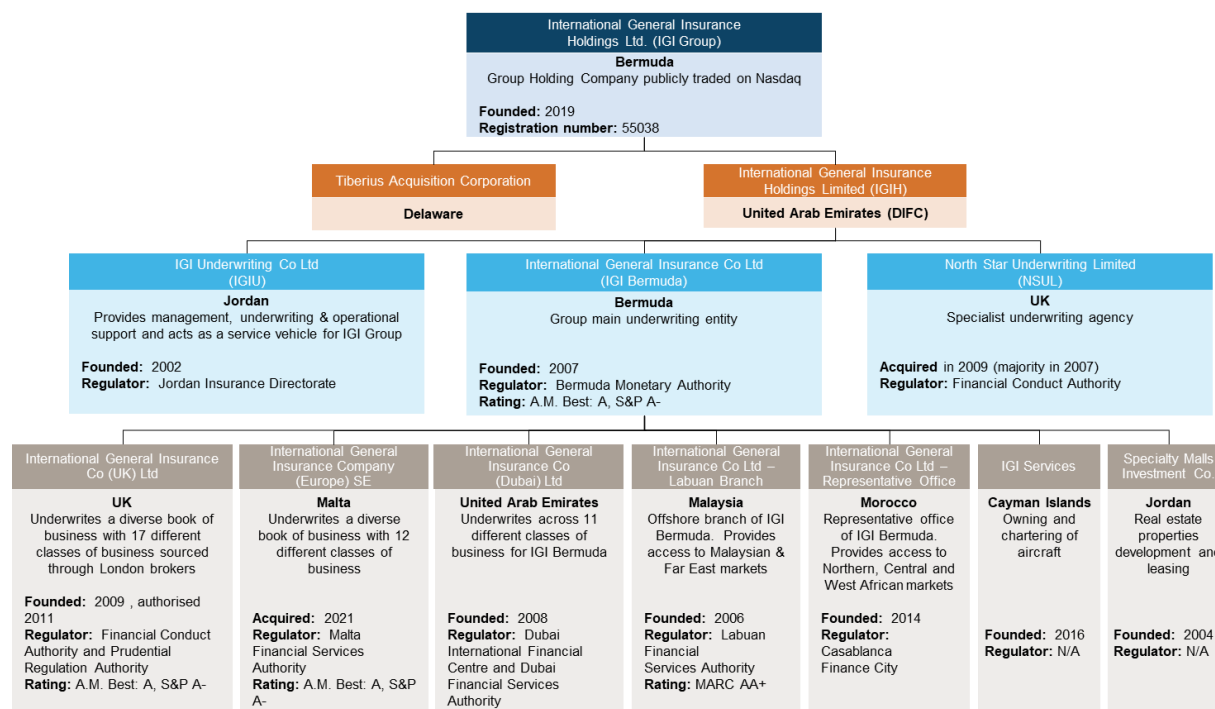 International General Insurance
Holdings Ltd. (IGI Group)
Bermuda
Group Holding Company publicly traded on Nasdaq
Founded: 2019
Registration number: 55038
Tiberius Acquisition Corporation
Delaware
International General Insurance
Holdings Limited (IGIH)
United Arab Emirates (DIFC)
IGI Underwriting Co Ltd
(IGIU)
Jordan
Provides management, underwriting & operational
support and acts as a service vehicle for IGI Group
Founded: 2002
Regulator: Jordan Insurance Directorate
International General Insurance Co Ltd
(IGI Bermuda)
Bermuda
Group main underwriting entity
Founded: 2007
Regulator: Bermuda Monetary Authority
Rating: A.M. Best: A, S&P A-
North Star Underwriting Limited
(NSUL)
UK
Specialist underwriting agency
Acquired in 2009 (majority in 2007)
Regulator: Financial Conduct Authority
International General Insurance
Co (UK) Ltd
UK
Underwrites a diverse book of
business with 17 different
classes of business sourced
through London brokers
Founded: 2009 , authorised
2011
Regulator: Financial Conduct
Authority and Prudential
Regulation Authority
Rating: A.M. Best: A, S&P A-
International General
Insurance Company
(Europe) SE
Malta
Underwrites a diverse
book of business with 12
different classes of
business
Acquired: 2021
Regulator: Malta
Financial Services
Authority
Rating: A.M. Best: A, S&P
A-
International General
Insurance Co
(Dubai) Ltd
United Arab Emirates
Underwrites across 11
different classes of
business for IGI Bermuda
Founded: 2008
Regulator: Dubai
International Financial
Centre and Dubai
Financial Services
Authority
International General
Insurance Co Ltd –
Labuan Branch
Malaysia
Offshore branch of IGI
Bermuda. Provides
access to Malaysian &
Far East markets
Founded: 2006
Regulator: Labuan
Financial
Services Authority
Rating: MARC AA+
International General
Insurance Co Ltd –
Representative Office
Morocco
Representative office
of IGI Bermuda.
Provides access to
Northern, Central and
West African markets
Founded: 2014
Regulator:
Casablanca
Finance City
IGI Services
Cayman Islands
Owning and
chartering of
aircraft
Founded: 2016
Regulator: N/A
Specialty Malls
Investment Co.
Jordan
Real estate
properties
development and
leasing
Founded: 2004
Regulator: N/A